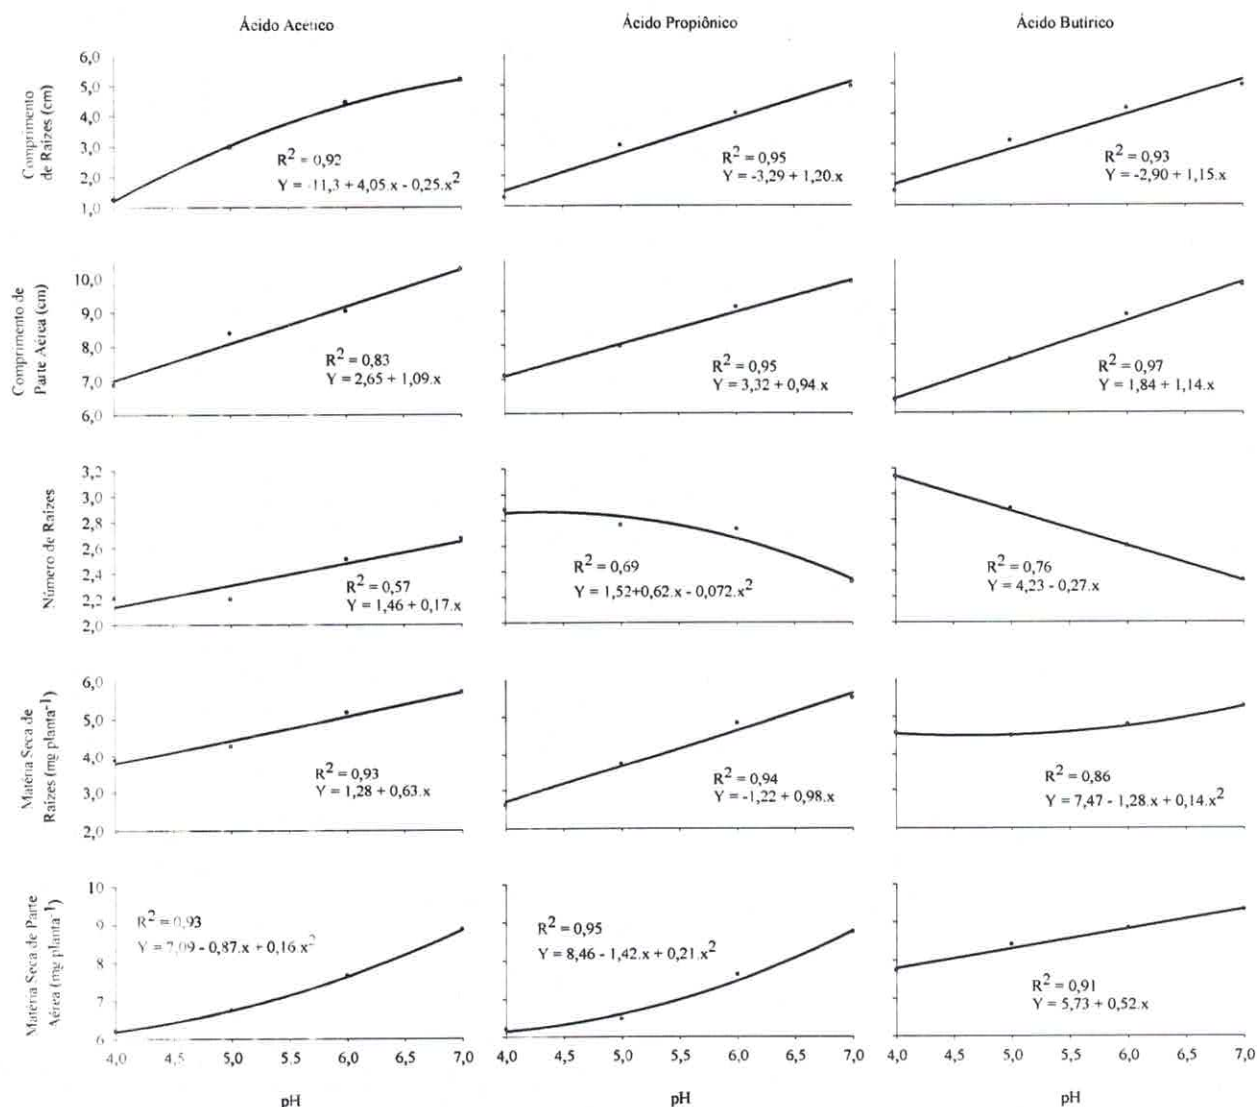 Ácido Acético
Ácido Propiônico
Ácido Butírico
Comprimento
de Raízes (cm)
6,0
5,0
4,0
3,0
2,0
1,0
R² = 0,92
Y = -11,3 + 4,05.x - 0,25.x²
R² = 0,95
Y = -3,29 + 1,20.x
R² = 0,93
Y = -2,90 + 1,15.x
Comprimento de
Parte Aérea (cm)
10,0
9,0
8,0
7,0
6,0
R² = 0,83
Y = 2,65 + 1,09.x
R² = 0,95
Y = 3,32 + 0,94.x
R² = 0,97
Y = 1,84 + 1,14.x
Número de Raízes
3,2
3,0
2,8
2,6
2,4
2,2
2,0
R² = 0,57
Y = 1,46 + 0,17.x
R² = 0,69
Y = 1,52+0,62.x - 0,072.x²
R² = 0,76
Y = 4,23 - 0,27.x
Matéria Seca de
Raízes (mg planta⁻¹)
6,0
5,0
4,0
3,0
2,0
R² = 0,93
Y = 1,28 + 0,63.x
R² = 0,94
Y = -1,22 + 0,98.x
R² = 0,86
Y = 7,47 - 1,28.x + 0,14.x²
Matéria Seca de Parte
Aérea (mg planta⁻¹)
10
9
8
7
6
R² = 0,93
Y = 7,09 - 0,87.x + 0,16 x²
R² = 0,95
Y = 8,46 - 1,42.x + 0,21.x²
R² = 0,91
Y = 5,73 + 0,52.x
4,0 4,5 5,0 5,5 6,0 6,5 7,0
4,0 4,5 5,0 5,5 6,0 6,5 7,0
4,0 4,5 5,0 5,5 6,0 6,5 7,0
pH
pH
pH